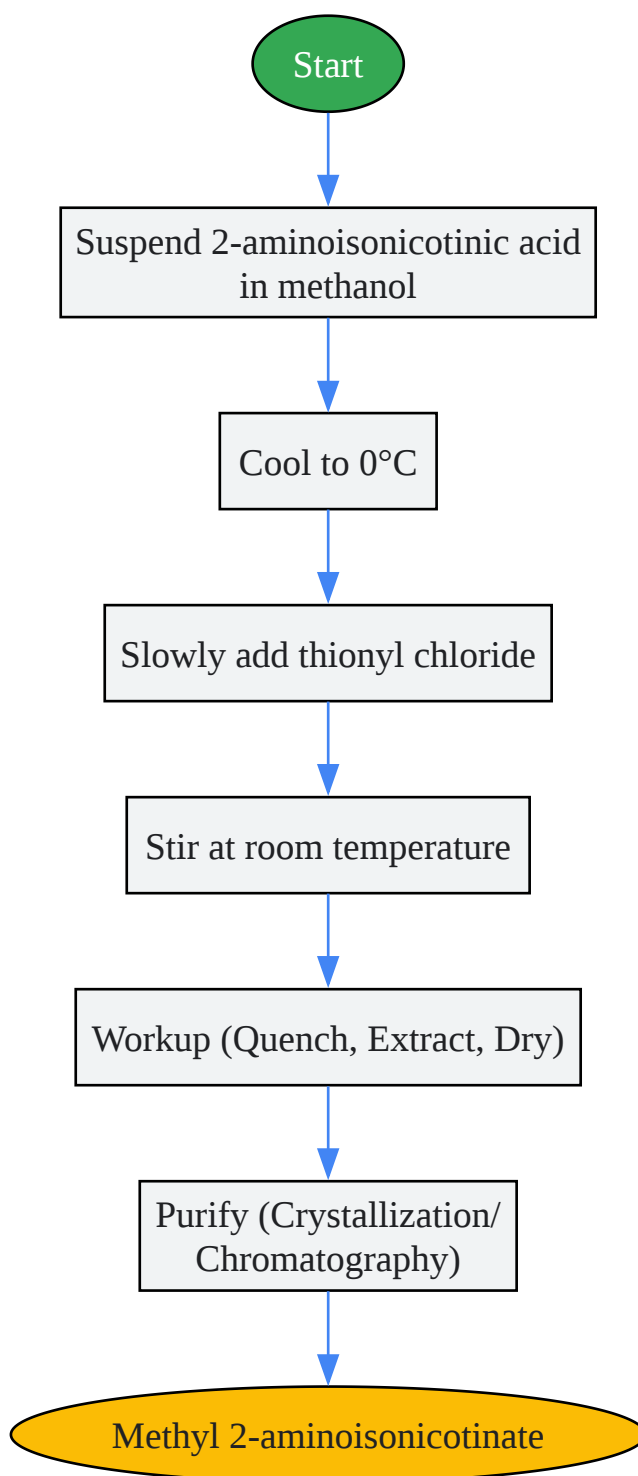 Start
Suspend 2-aminoisonicotinic acid
in methanol
Cool to 0°C
Slowly add thionyl chloride
Stir at room temperature
Workup (Quench, Extract, Dry)
Purify (Crystallization/
Chromatography)
Methyl 2-aminoisonicotinate